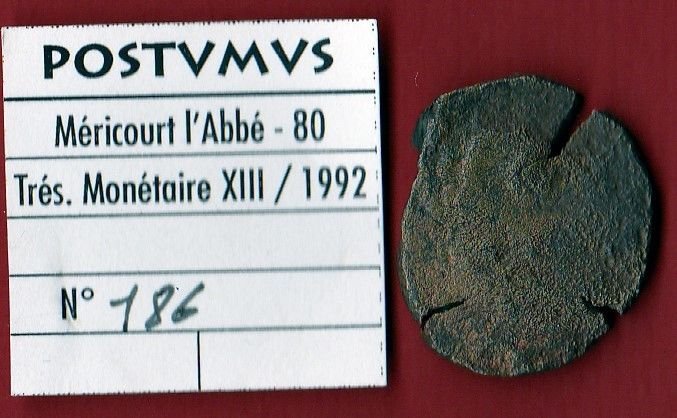 POSTVMVS
Méricourt l'Abbé - 80
Trés. Monétaire XIII / 1992
N° 186